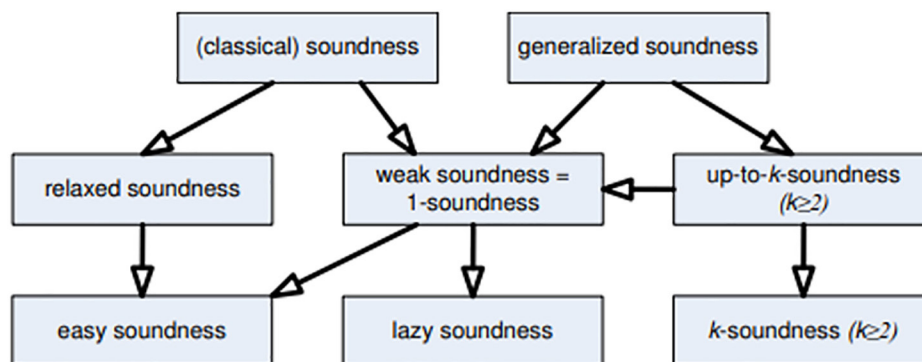 (classical) soundness
generalized soundness
relaxed soundness
weak soundness =
1-soundness
up-to-k-soundness
(k≥2)
easy soundness
lazy soundness
k-soundness (k≥2)